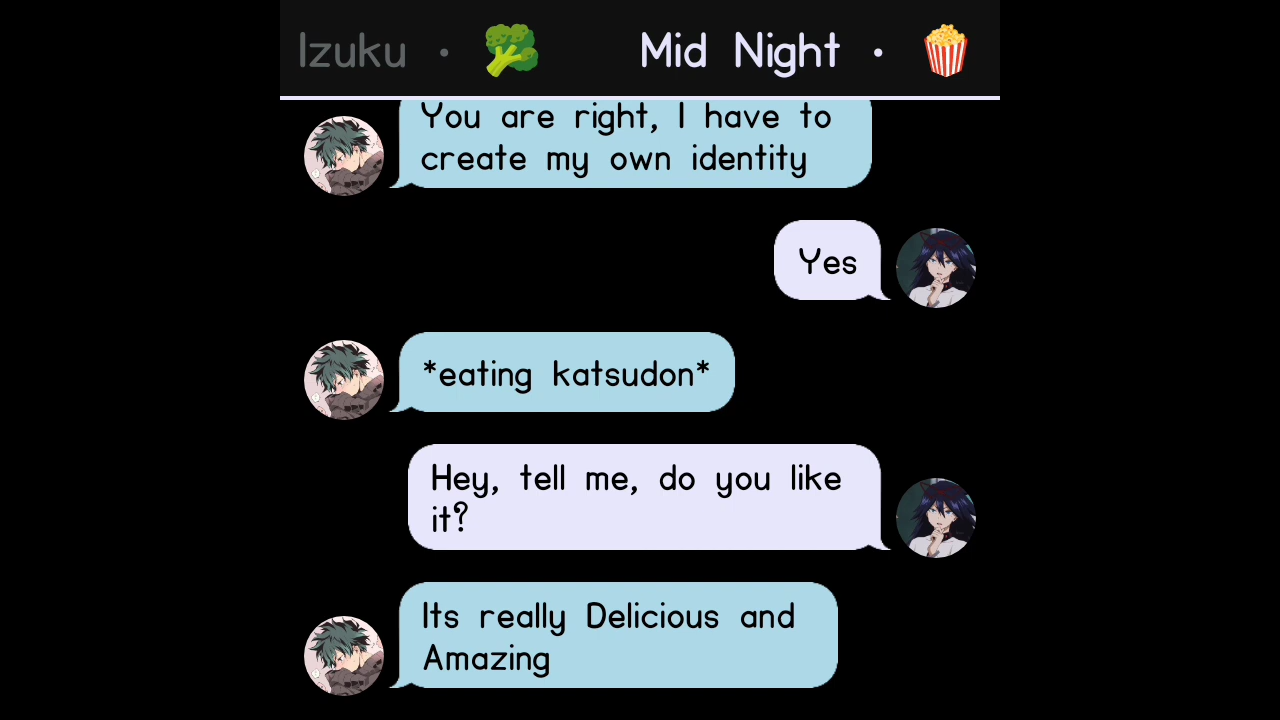 Izuku • 🥦 Mid Night • 🍿
You are right, I have to
create my own identity
Yes
*eating katsudon*
Hey, tell me, do you like
it?
Its really Delicious and
Amazing